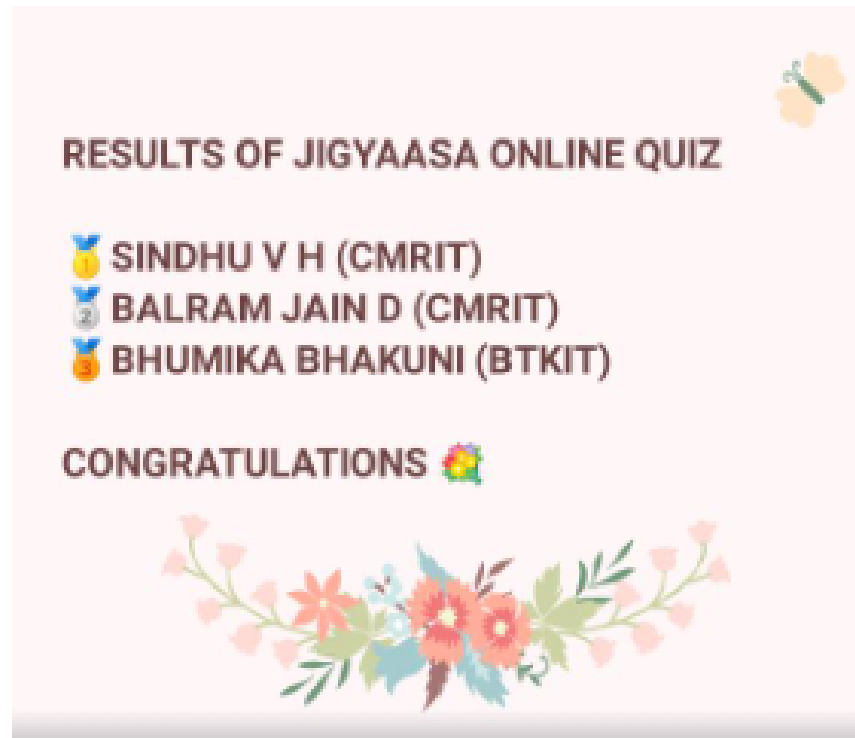 RESULTS OF JIGYAASA ONLINE QUIZ
🥇SINDHU V H (CMRIT)
🥈BALRAM JAIN D (CMRIT)
🥉BHUMIKA BHAKUNI (BTKIT)
CONGRATULATIONS 💐